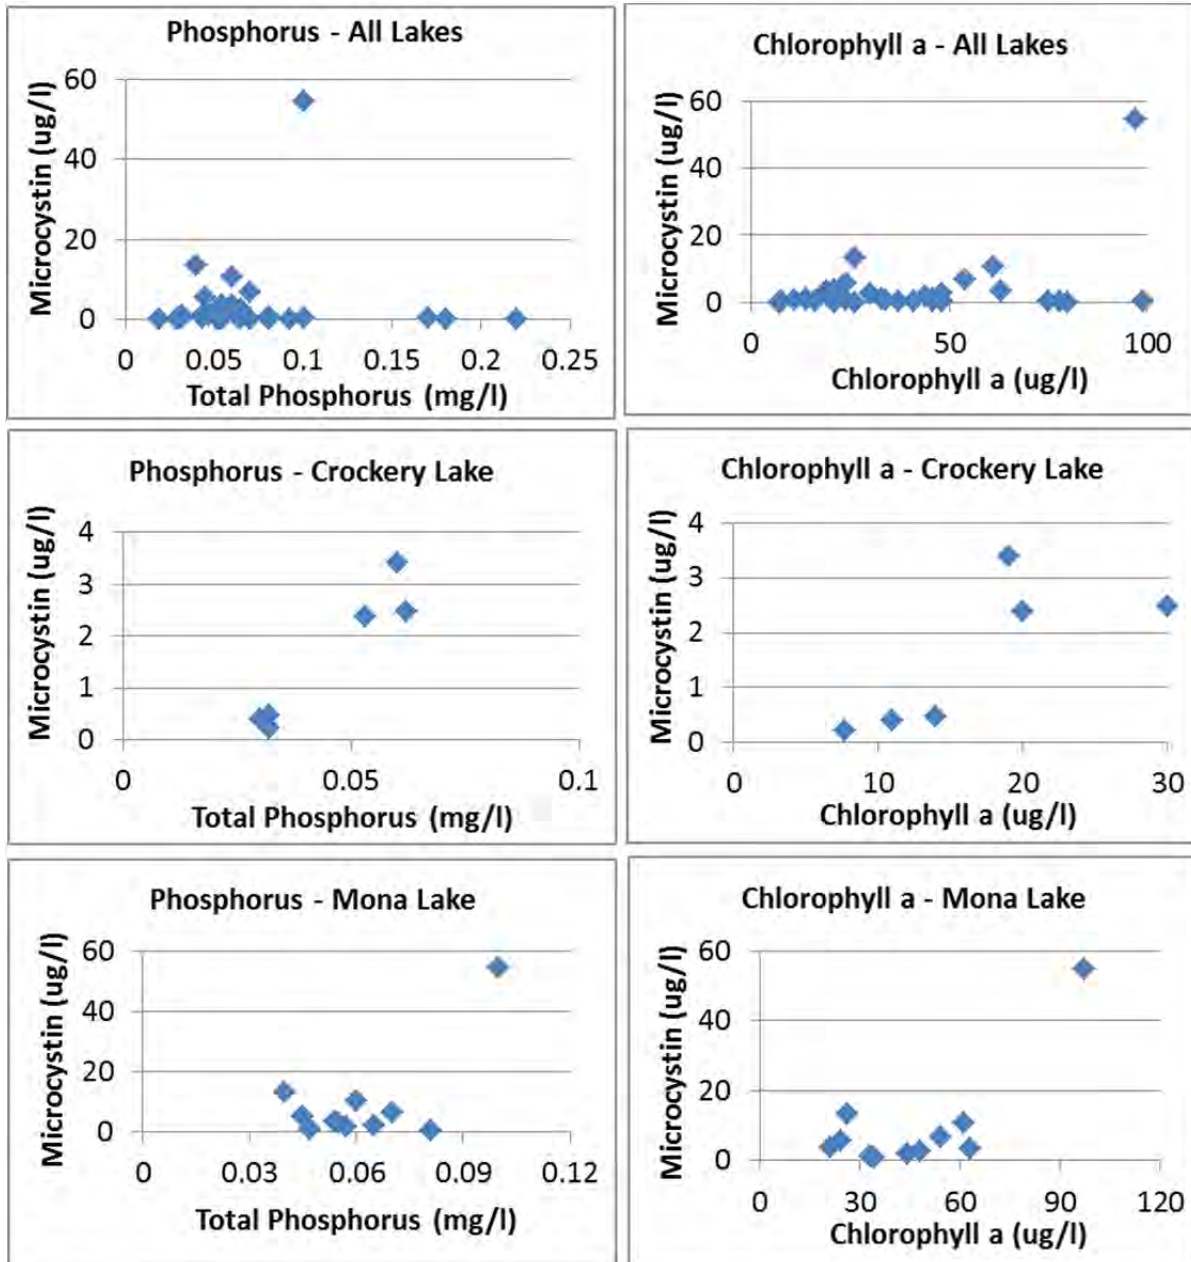 Phosphorus - All Lakes
Microcystin (ug/l)
60
40
20
0
0 0.05 0.1 0.15 0.2 0.25
Total Phosphorus (mg/l)
Chlorophyll a - All Lakes
Microcystin (ug/l)
60
40
20
0
0 50 100
Chlorophyll a (ug/l)
Phosphorus - Crockery Lake
Microcystin (ug/l)
4
3
2
1
0
0 0.05 0.1
Total Phosphorus (mg/l)
Chlorophyll a - Crockery Lake
Microcystin (ug/l)
4
3
2
1
0
0 10 20 30
Chlorophyll a (ug/l)
Phosphorus - Mona Lake
Microcystin (ug/l)
60
40
20
0
0 0.03 0.06 0.09 0.12
Total Phosphorus (mg/l)
Chlorophyll a - Mona Lake
Microcystin (ug/l)
60
40
20
0
0 30 60 90 120
Chlorophyll a (ug/l)